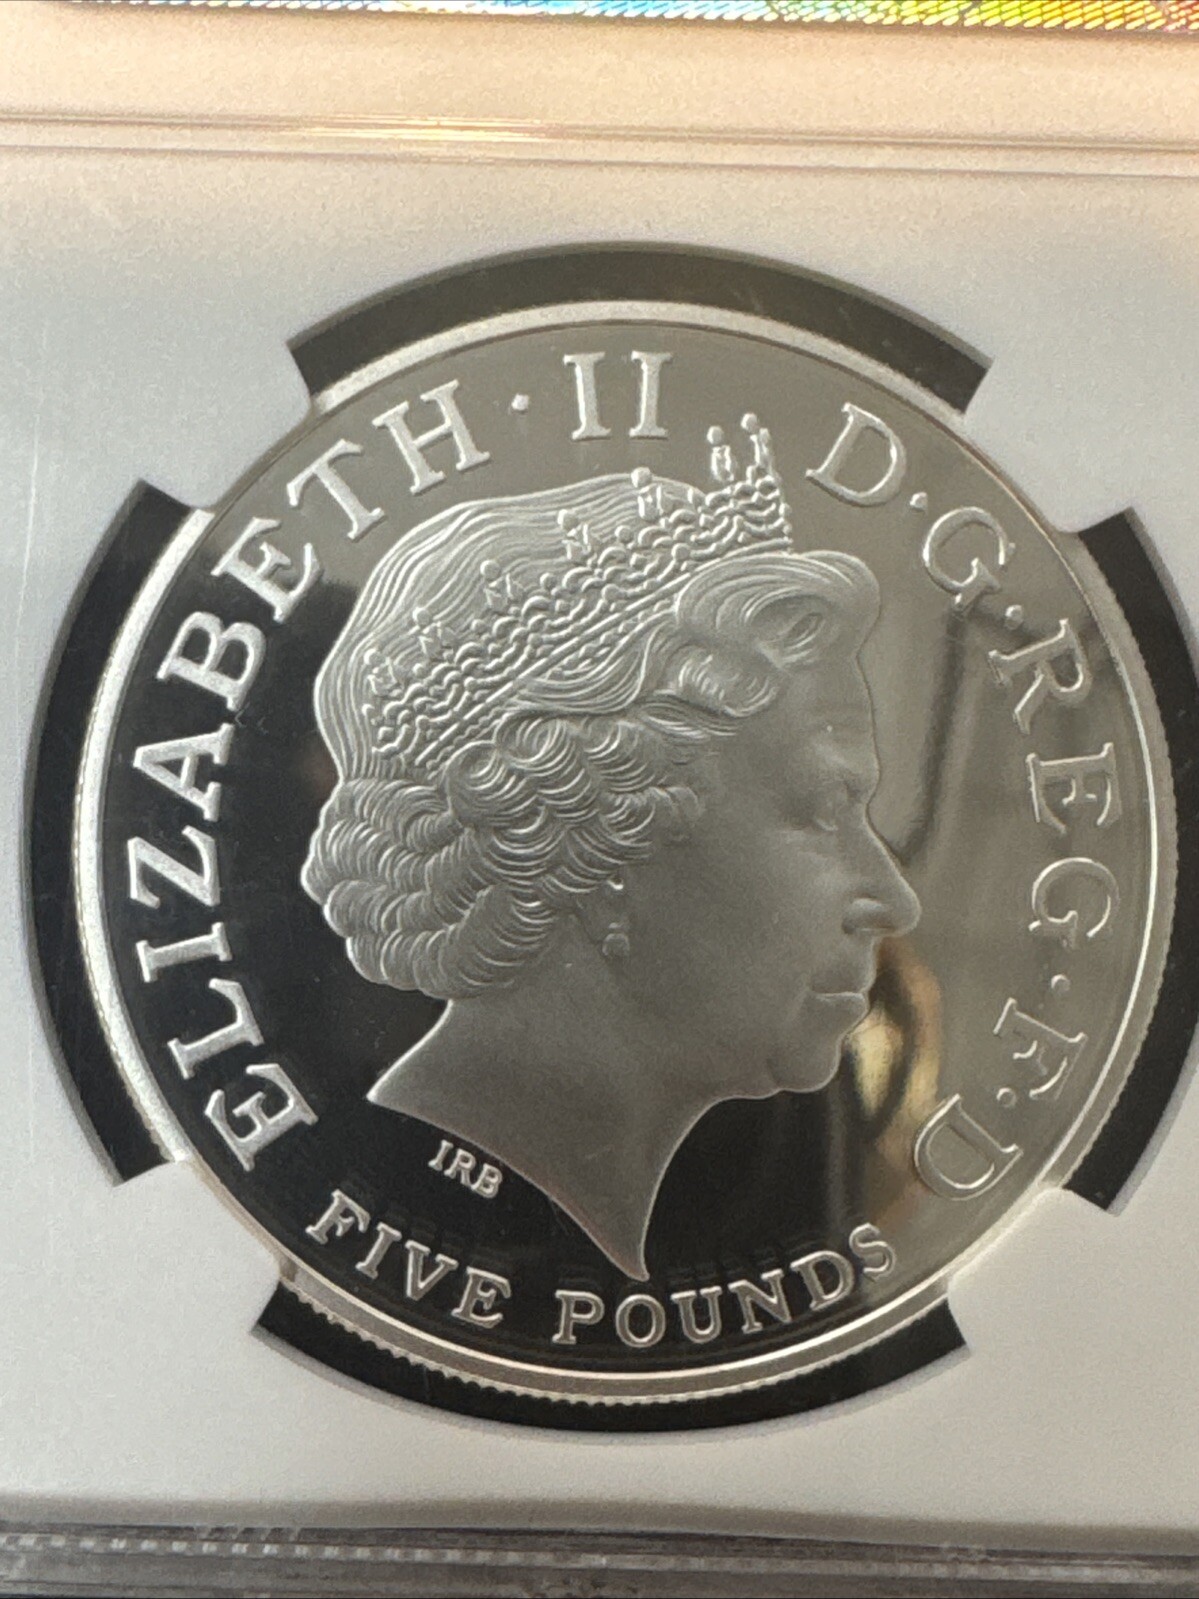 ELIZABETH · II D · G · REG · F · D
IRB
FIVE POUNDS